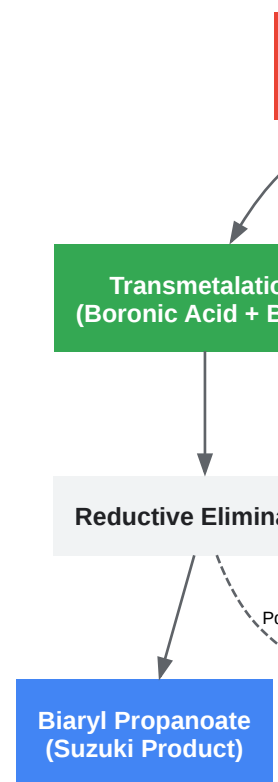 Transmetalatio
(Boronic Acid + B
Reductive Elimina
Po
Biaryl Propanoate
(Suzuki Product)